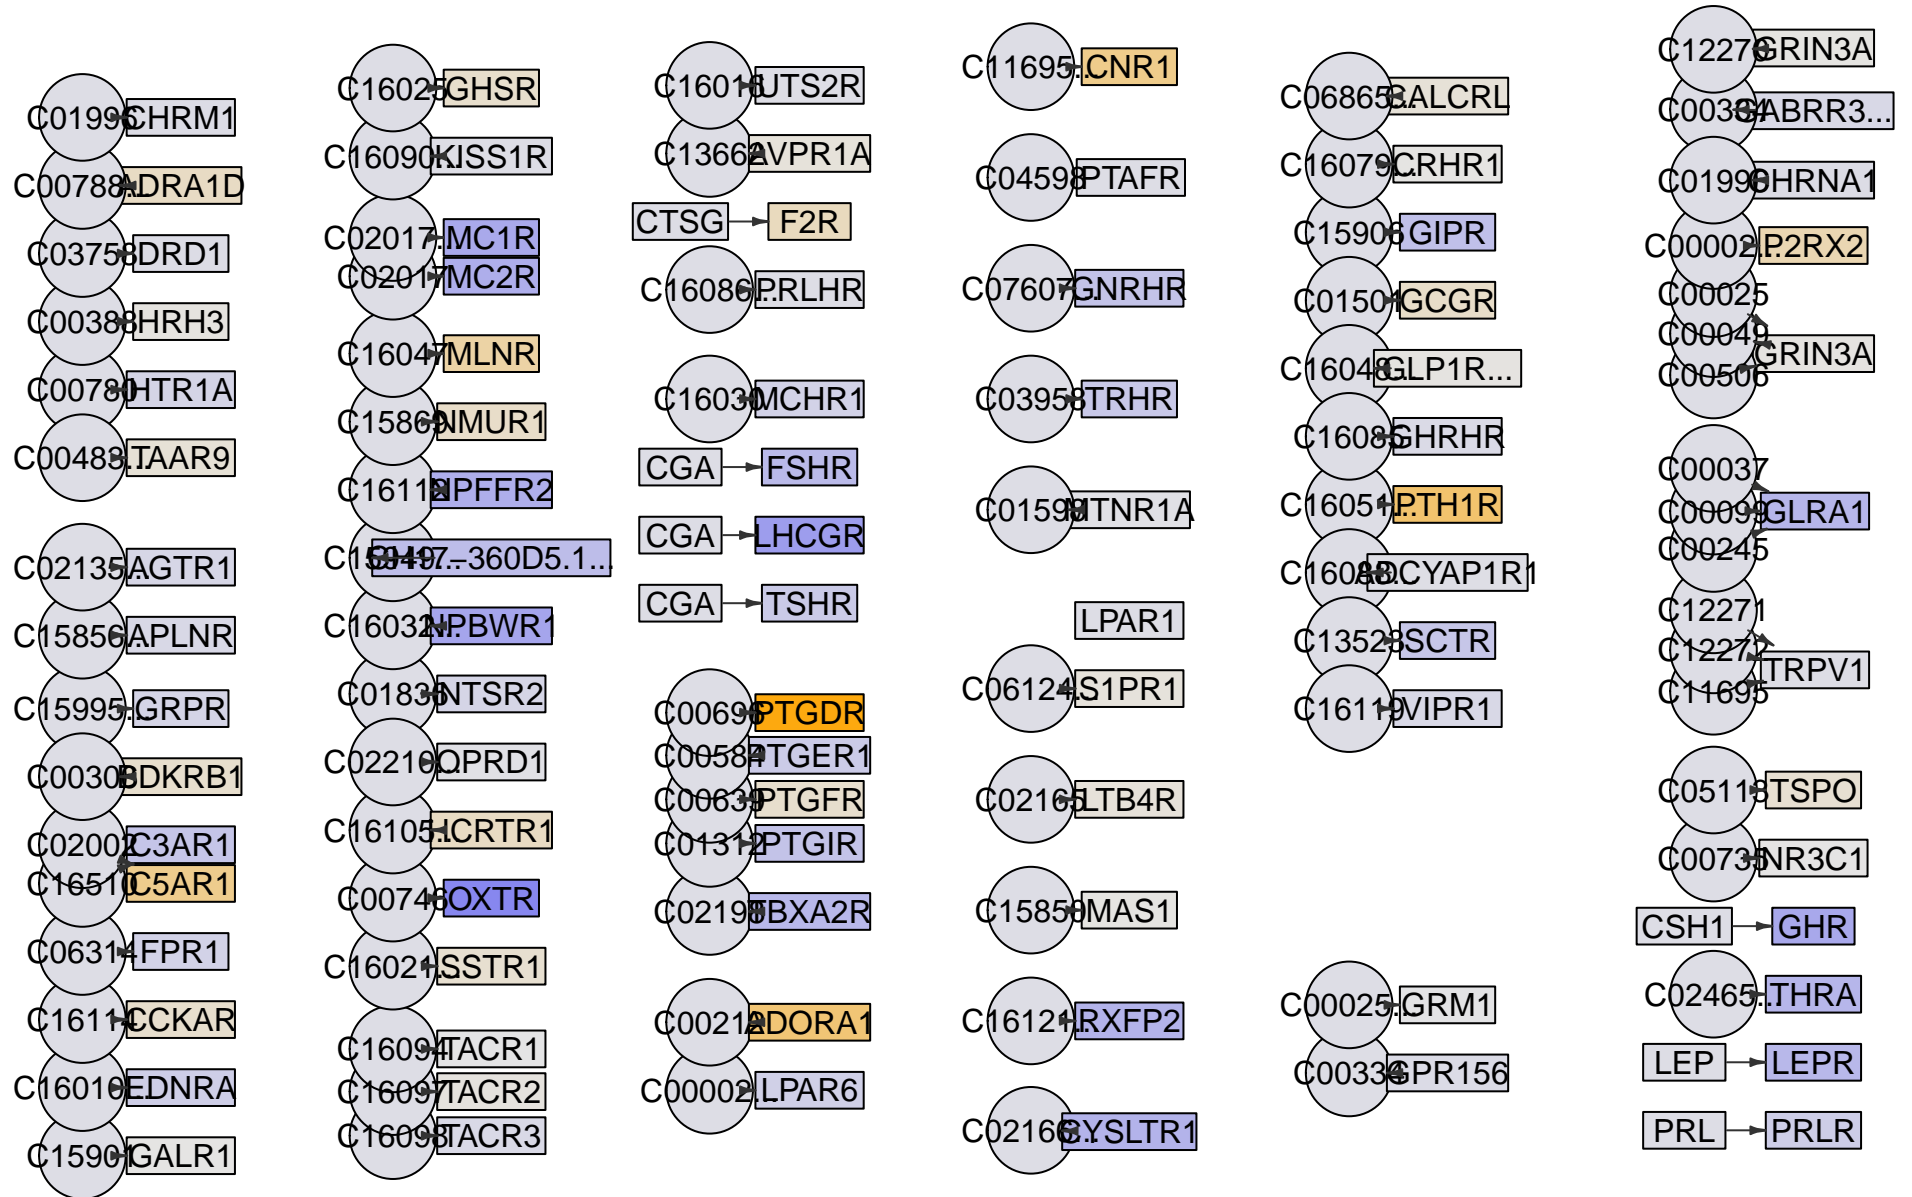 C01996 CHRM1
C00788... ADRA1D
C03758 DRD1
C00388 HRH3
C00780 HTR1A
C00483... TAAR9
C02135... AGTR1
C15856... APLNR
C15995... GRPR
C00306 BDKRB1
C02002 C3AR1
C16510 C5AR1
C06314 FPR1
C16114 CCKAR
C16010 EDNRA
C15901 GALR1
C16025 GHSR
C16090... KISS1R
C02017... MC1R
C02017 MC2R
C16047 MLNR
C15869 NMUR1
C16118 NPFFR2
360D5.1...
C16032... NPBWR1
C01836 NTSR2
C02210... OPRD1
C16105... HCRTR1
C00746 OXTR
C16021... SSTR1
C16094 TACR1
C16097 TACR2
C16098 TACR3
C16016 UTS2R
C13662 AVPR1A
CTSG F2R
C16086... PRLHR
C16030 MCHR1
CGA FSHR
CGA LHCGR
CGA TSHR
C00696 PTGDR
C00584 PTGER1
C00639 PTGFR
C01312 PTGIR
C02198 TBXA2R
C00212 ADORA1
C00002... LPAR6
C11695... CNR1
C04598 PTAFR
C07607... GNRHR
C03958 TRHR
C01598 MTNR1A
LPAR1
C06124... S1PR1
C02165 LTB4R
C15850 MAS1
C16121... RXFP2
C02166... CYSLTR1
C06865... CALCRL
C16079... CRHR1
C15906 GIPR
C01501 GCGR
C16048... GLP1R...
C16085 GHRHR
C16051... PTH1R
C16088... ADCYAP1R1
C13523 SCTR
C16119 VIPR1
C00025... GRM1
C00334 GPR156
C12270 GRIN3A
C00334 GABRR3...
C01996 CHRNA1
C00002... P2RX2
C00025
C00049 GRIN3A
C00506
C00037
C00099 GLRA1
C00245
C12271
C12272 TRPV1
C11695
C05113 TSPO
C00735 NR3C1
CSH1 GHR
C02465... THRA
LEP LEPR
PRL PRLR